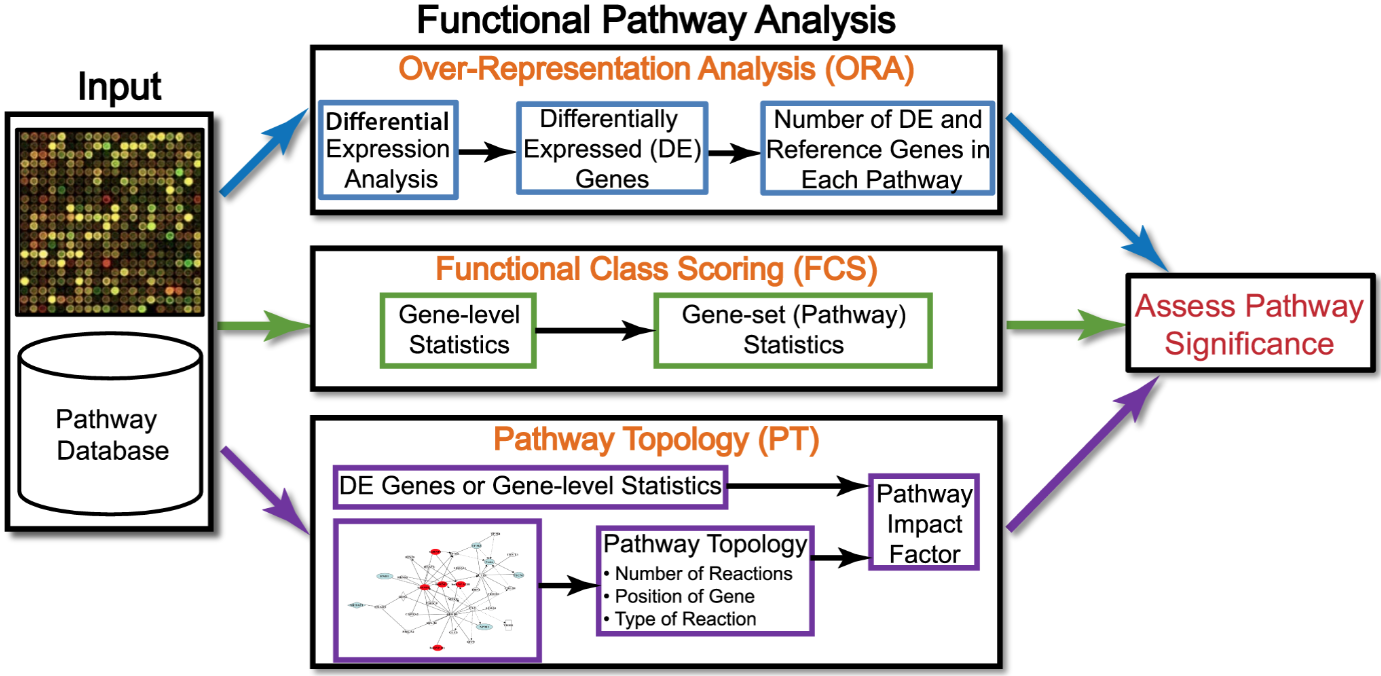 Functional Pathway Analysis
Input
Pathway
Database
Over-Representation Analysis (ORA)
Differential
Expression
Analysis
Differentially
Expressed (DE)
Genes
Number of DE and
Reference Genes in
Each Pathway
Functional Class Scoring (FCS)
Gene-level
Statistics
Gene-set (Pathway)
Statistics
Pathway Topology (PT)
DE Genes or Gene-level Statistics
Pathway Topology
• Number of Reactions
• Position of Gene
• Type of Reaction
Pathway
Impact
Factor
Assess Pathway
Significance